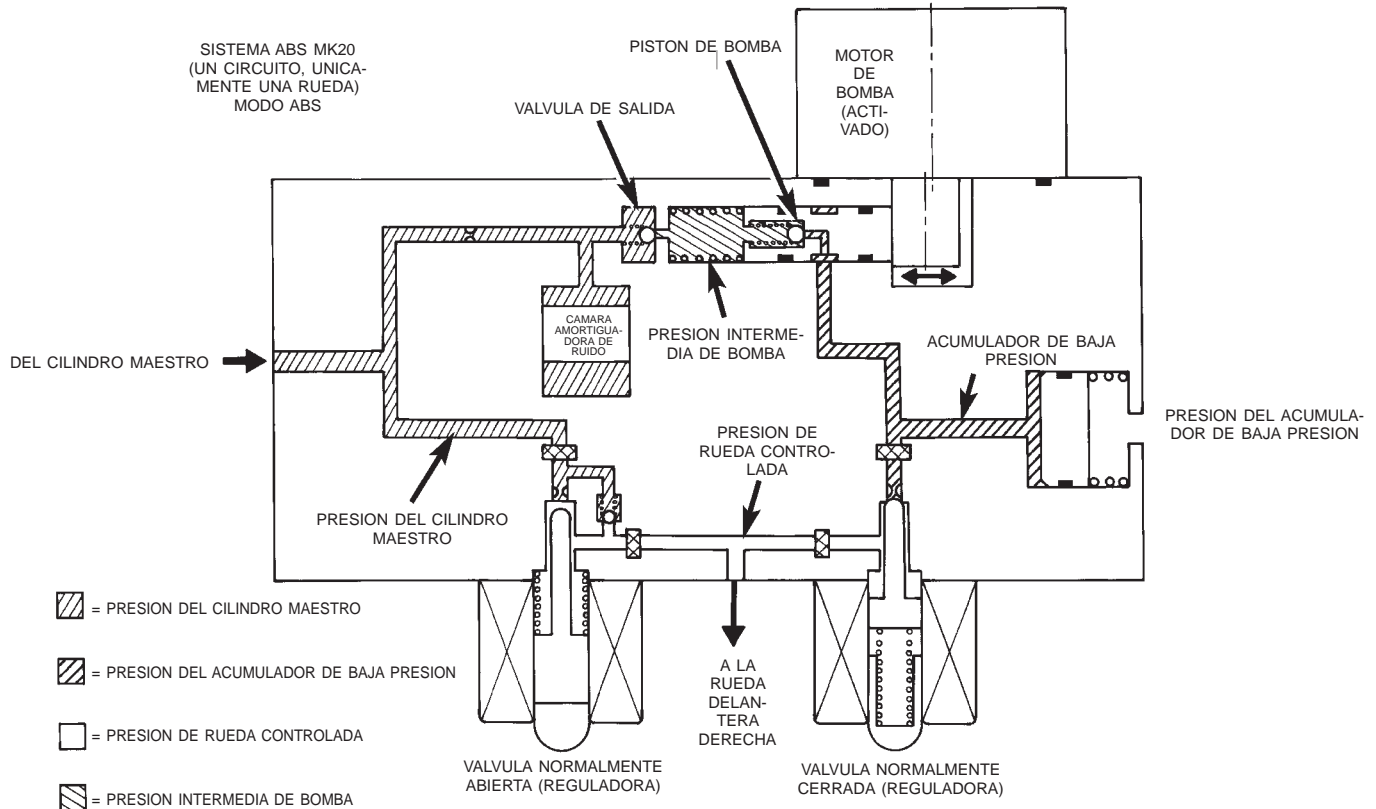 SISTEMA ABS MK20
(UN CIRCUITO, UNICA-
MENTE UNA RUEDA)
MODO ABS
PISTON DE BOMBA
MOTOR
DE
BOMBA
(ACTI-
VADO)
VALVULA DE SALIDA
CAMARA
AMORTIGUA-
DORA DE
RUIDO
PRESION INTERME-
DIA DE BOMBA
ACUMULADOR DE BAJA
PRESION
DEL CILINDRO MAESTRO
PRESION DEL ACUMULA-
DOR DE BAJA PRESION
PRESION DE
RUEDA CONTRO-
LADA
PRESION DEL CILINDRO
MAESTRO
= PRESION DEL CILINDRO MAESTRO
= PRESION DEL ACUMULADOR DE BAJA PRESION
= PRESION DE RUEDA CONTROLADA
= PRESION INTERMEDIA DE BOMBA
A LA
RUEDA
DELAN-
TERA
DERECHA
VALVULA NORMALMENTE
ABIERTA (REGULADORA)
VALVULA NORMALMENTE
CERRADA (REGULADORA)